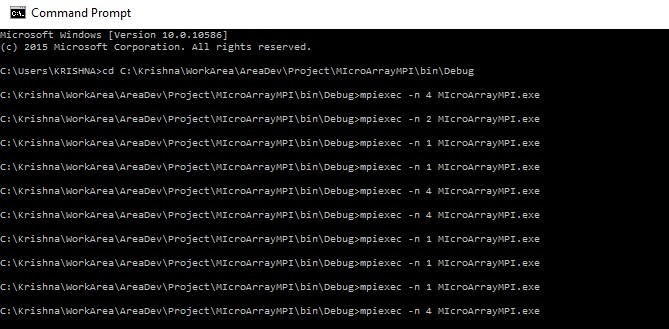 Command Prompt
Microsoft Windows [Version 10.0.10586]
(c) 2015 Microsoft Corporation. All rights reserved.
C:\Users\KRISHNA>cd C:\Krishna\WorkArea\AreaDev\Project\MIcroArrayMPI\bin\Debug
C:\Krishna\WorkArea\AreaDev\Project\MIcroArrayMPI\bin\Debug>mpiexec -n 4 MIcroArrayMPI.exe
C:\Krishna\WorkArea\AreaDev\Project\MIcroArrayMPI\bin\Debug>mpiexec -n 2 MIcroArrayMPI.exe
C:\Krishna\WorkArea\AreaDev\Project\MIcroArrayMPI\bin\Debug>mpiexec -n 1 MIcroArrayMPI.exe
C:\Krishna\WorkArea\AreaDev\Project\MIcroArrayMPI\bin\Debug>mpiexec -n 1 MIcroArrayMPI.exe
C:\Krishna\WorkArea\AreaDev\Project\MIcroArrayMPI\bin\Debug>mpiexec -n 4 MIcroArrayMPI.exe
C:\Krishna\WorkArea\AreaDev\Project\MIcroArrayMPI\bin\Debug>mpiexec -n 4 MIcroArrayMPI.exe
C:\Krishna\WorkArea\AreaDev\Project\MIcroArrayMPI\bin\Debug>mpiexec -n 1 MIcroArrayMPI.exe
C:\Krishna\WorkArea\AreaDev\Project\MIcroArrayMPI\bin\Debug>mpiexec -n 1 MIcroArrayMPI.exe
C:\Krishna\WorkArea\AreaDev\Project\MIcroArrayMPI\bin\Debug>mpiexec -n 1 MIcroArrayMPI.exe
C:\Krishna\WorkArea\AreaDev\Project\MIcroArrayMPI\bin\Debug>mpiexec -n 4 MIcroArrayMPI.exe